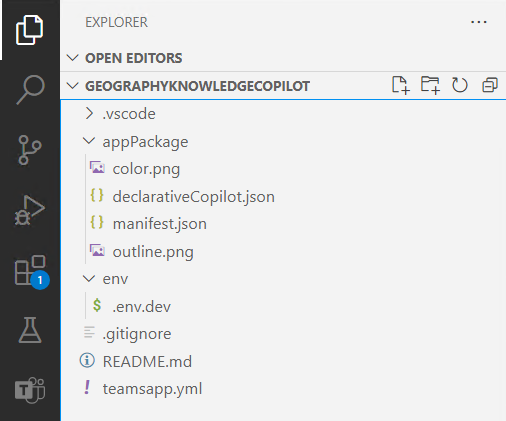 EXPLORER
OPEN EDITORS
GEOGRAPHYKNOWLEDGECOPILOT
.vscode
appPackage
color.png
declarativeCopilot.json
manifest.json
outline.png
env
.env.dev
.gitignore
README.md
teamsapp.yml
1
T